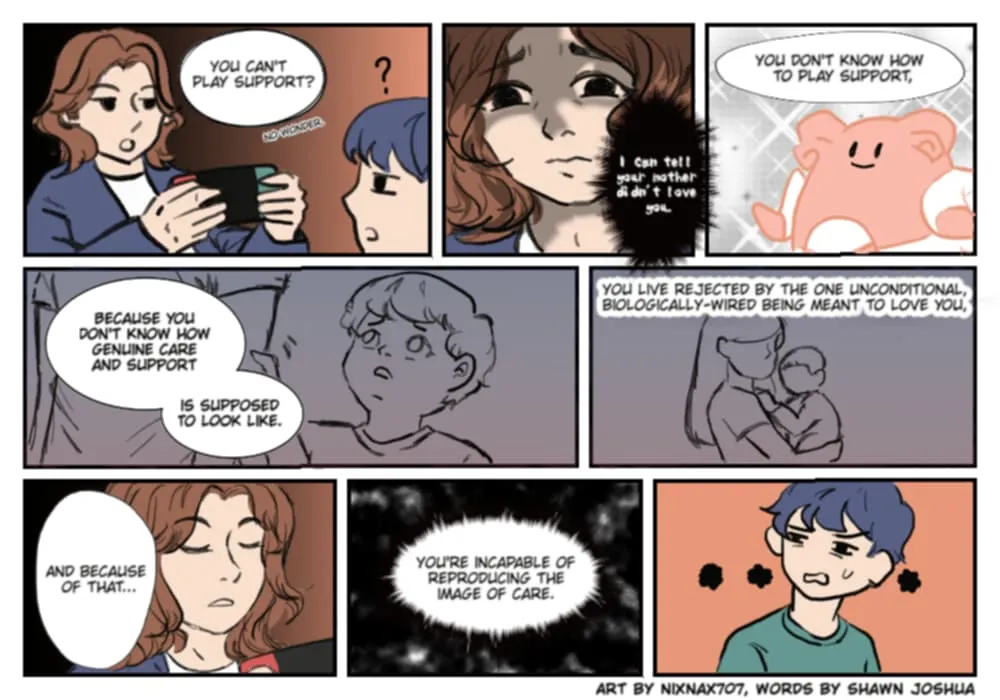 YOU CAN'T
PLAY SUPPORT?
?
NO WONDER.
I Can tell
your mother
didn't love
you.
YOU DON'T KNOW HOW
TO PLAY SUPPORT,
BECAUSE YOU
DON'T KNOW HOW
GENUINE CARE
AND SUPPORT
IS SUPPOSED
TO LOOK LIKE.
YOU LIVE REJECTED BY THE ONE UNCONDITIONAL,
BIOLOGICALLY-WIRED BEING MEANT TO LOVE YOU,
AND BECAUSE
OF THAT...
YOU'RE INCAPABLE OF
REPRODUCING THE
IMAGE OF CARE.
ART BY NIXNAX707, WORDS BY SHAWN JOSHUA